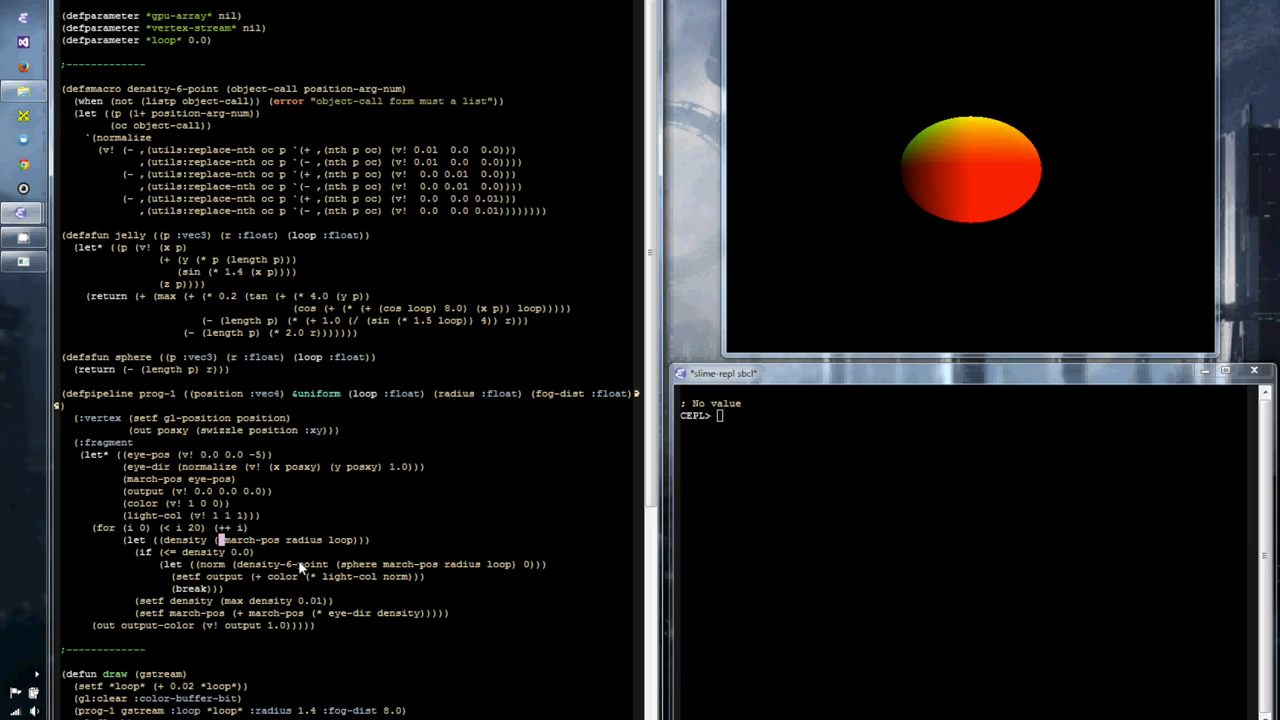 (defparameter *gpu-array* nil)
(defparameter *vertex-stream* nil)
(defparameter *loop* 0.0)
;-------------
(defsmacro density-6-point (object-call position-arg-num)
(when (not (listp object-call)) (error "object-call form must a list"))
(let ((p (1+ position-arg-num))
(oc object-call))
`(normalize
(v! (- ,(utils:replace-nth oc p `(+ ,(nth p oc) (v! 0.01 0.0 0.0)))
,(utils:replace-nth oc p `(- ,(nth p oc) (v! 0.01 0.0 0.0))))
(- ,(utils:replace-nth oc p `(+ ,(nth p oc) (v! 0.0 0.01 0.0)))
,(utils:replace-nth oc p `(- ,(nth p oc) (v! 0.0 0.01 0.0))))
(- ,(utils:replace-nth oc p `(+ ,(nth p oc) (v! 0.0 0.0 0.01)))
,(utils:replace-nth oc p `(- ,(nth p oc) (v! 0.0 0.0 0.01))))))))
(defsfun jelly ((p :vec3) (r :float) (loop :float))
(let* ((p (v! (x p)
(+ (y (* p (length p)))
(sin (* 1.4 (x p))))
(z p))))
(return (+ (max (+ (* 0.2 (tan (+ (* 4.0 (y p))
(cos (+ (* (+ (cos loop) 8.0) (x p)) loop)))))
(- (length p) (* (+ 1.0 (/ (sin (* 1.5 loop)) 4)) r)))
(- (length p) (* 2.0 r)))))))
(defsfun sphere ((p :vec3) (r :float) (loop :float))
(return (- (length p) r)))
(defpipeline prog-1 ((position :vec4) &uniform (loop :float) (radius :float) (fog-dist :float)
)
(:vertex (setf gl-position position)
(out posxy (swizzle position :xy)))
(:fragment
(let* ((eye-pos (v! 0.0 0.0 -5))
(eye-dir (normalize (v! (x posxy) (y posxy) 1.0)))
(march-pos eye-pos)
(output (v! 0.0 0.0 0.0))
(color (v! 1 0 0))
(light-col (v! 1 1 1)))
(for (i 0) (< i 20) (++ i)
(let ((density (march-pos radius loop)))
(if (<= density 0.0)
(let ((norm (density-6-point (sphere march-pos radius loop) 0)))
(setf output (+ color (* light-col norm)))
(break)))
(setf density (max density 0.01))
(setf march-pos (+ march-pos (* eye-dir density)))))
(out output-color (v! output 1.0)))))
;-------------
(defun draw (gstream)
(setf *loop* (+ 0.02 *loop*))
(gl:clear :color-buffer-bit)
(prog-1 gstream :loop *loop* :radius 1.4 :fog-dist 8.0)
*slime-repl sbcl*
; No value
CEPL>